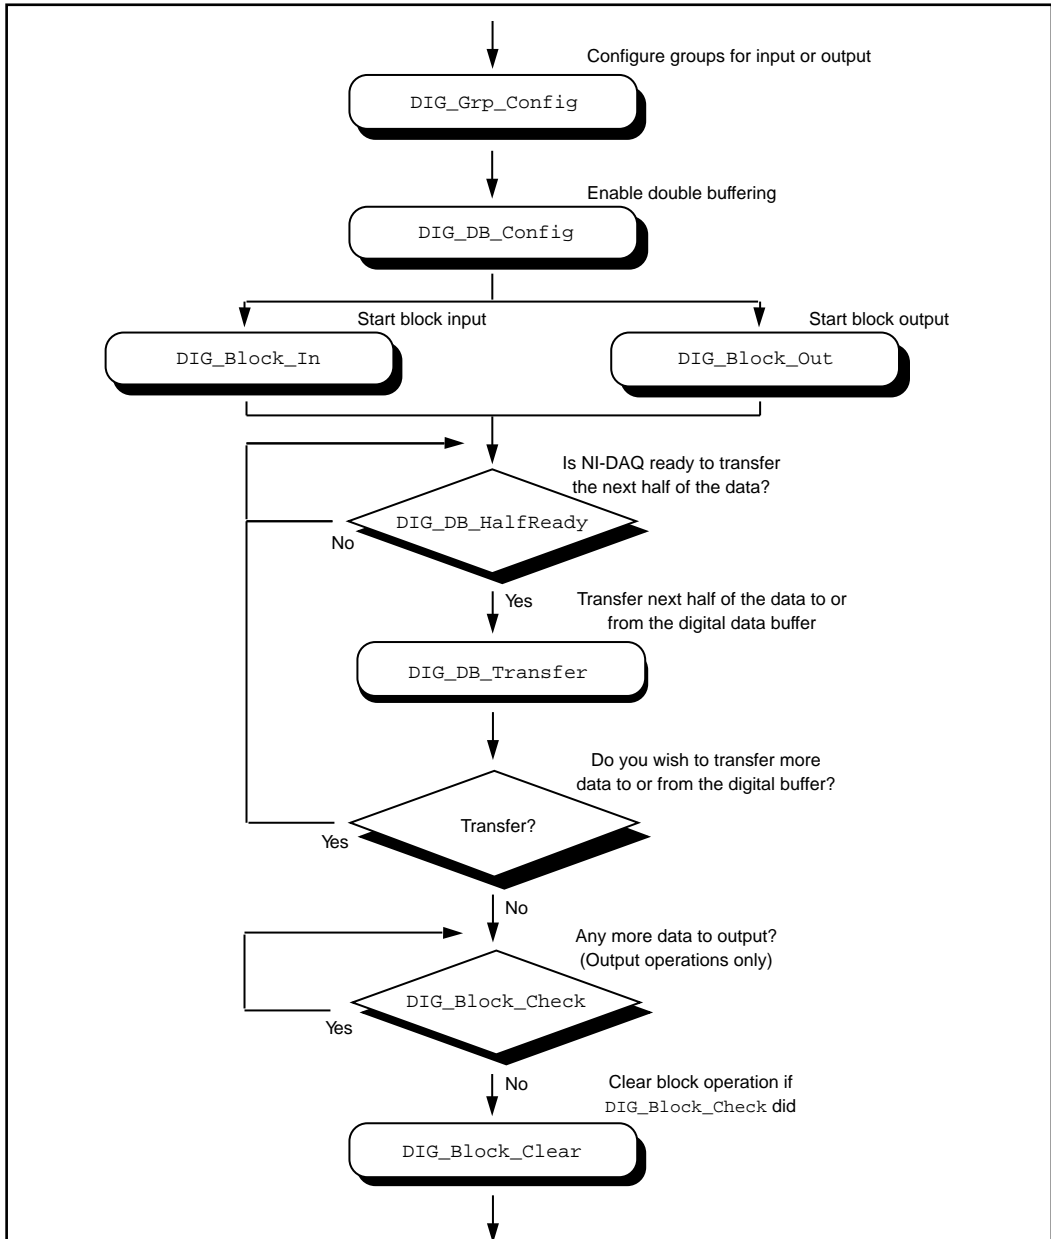 Configure groups for input or output
DIG_Grp_Config
Enable double buffering
DIG_DB_Config
Start block input
Start block output
DIG_Block_In
DIG_Block_Out
Is NI-DAQ ready to transfer
the next half of the data?
DIG_DB_HalfReady
No
Yes
Transfer next half of the data to or
from the digital data buffer
DIG_DB_Transfer
Do you wish to transfer more
data to or from the digital buffer?
Transfer?
Yes
No
Any more data to output?
(Output operations only)
DIG_Block_Check
Yes
No
Clear block operation if
DIG_Block_Check did
DIG_Block_Clear